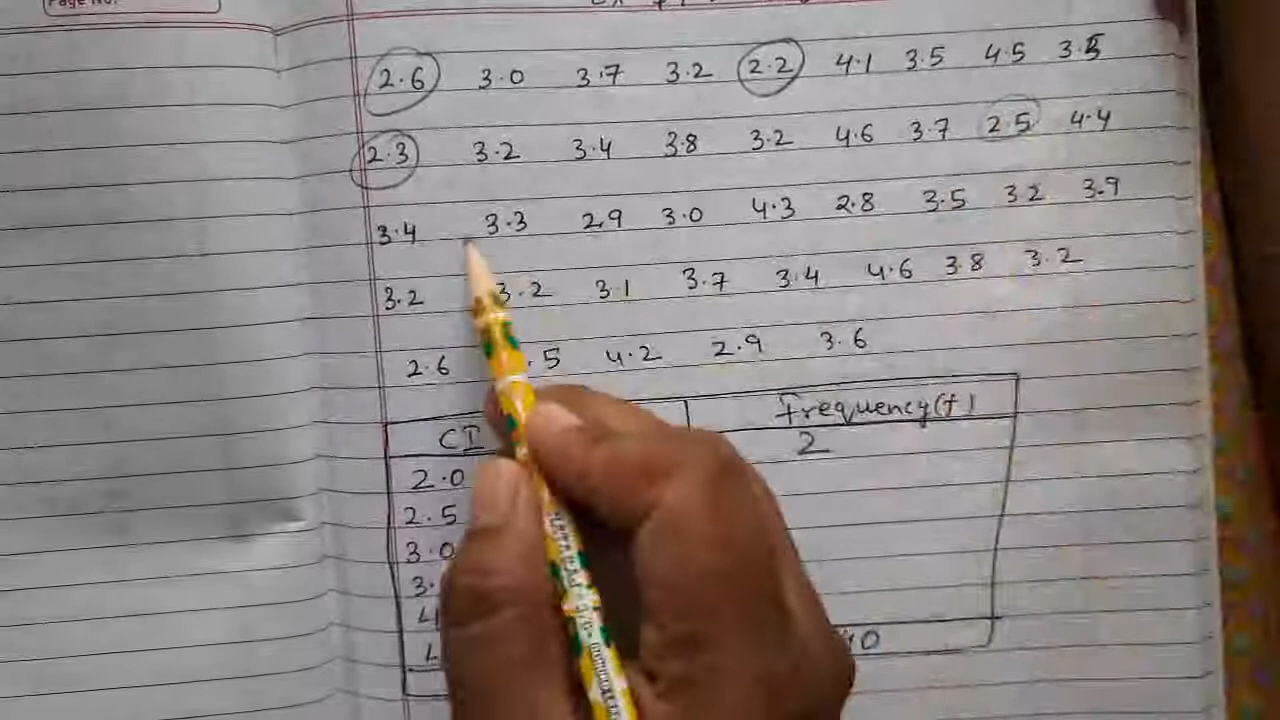 Page No.
2.6 3.0 3.7 3.2 2.2 4.1 3.5 4.5 3.5
2.3 3.2 3.4 3.8 3.2 4.6 3.7 2.5 4.4
3.4 3.3 2.9 3.0 4.3 2.8 3.5 3.2 3.9
3.2 3.2 3.1 3.7 3.4 4.6 3.8 3.2
2.6 .5 4.2 2.9 3.6
CI Frequency(f)
2.0 2
2.5
3.0
3.
4